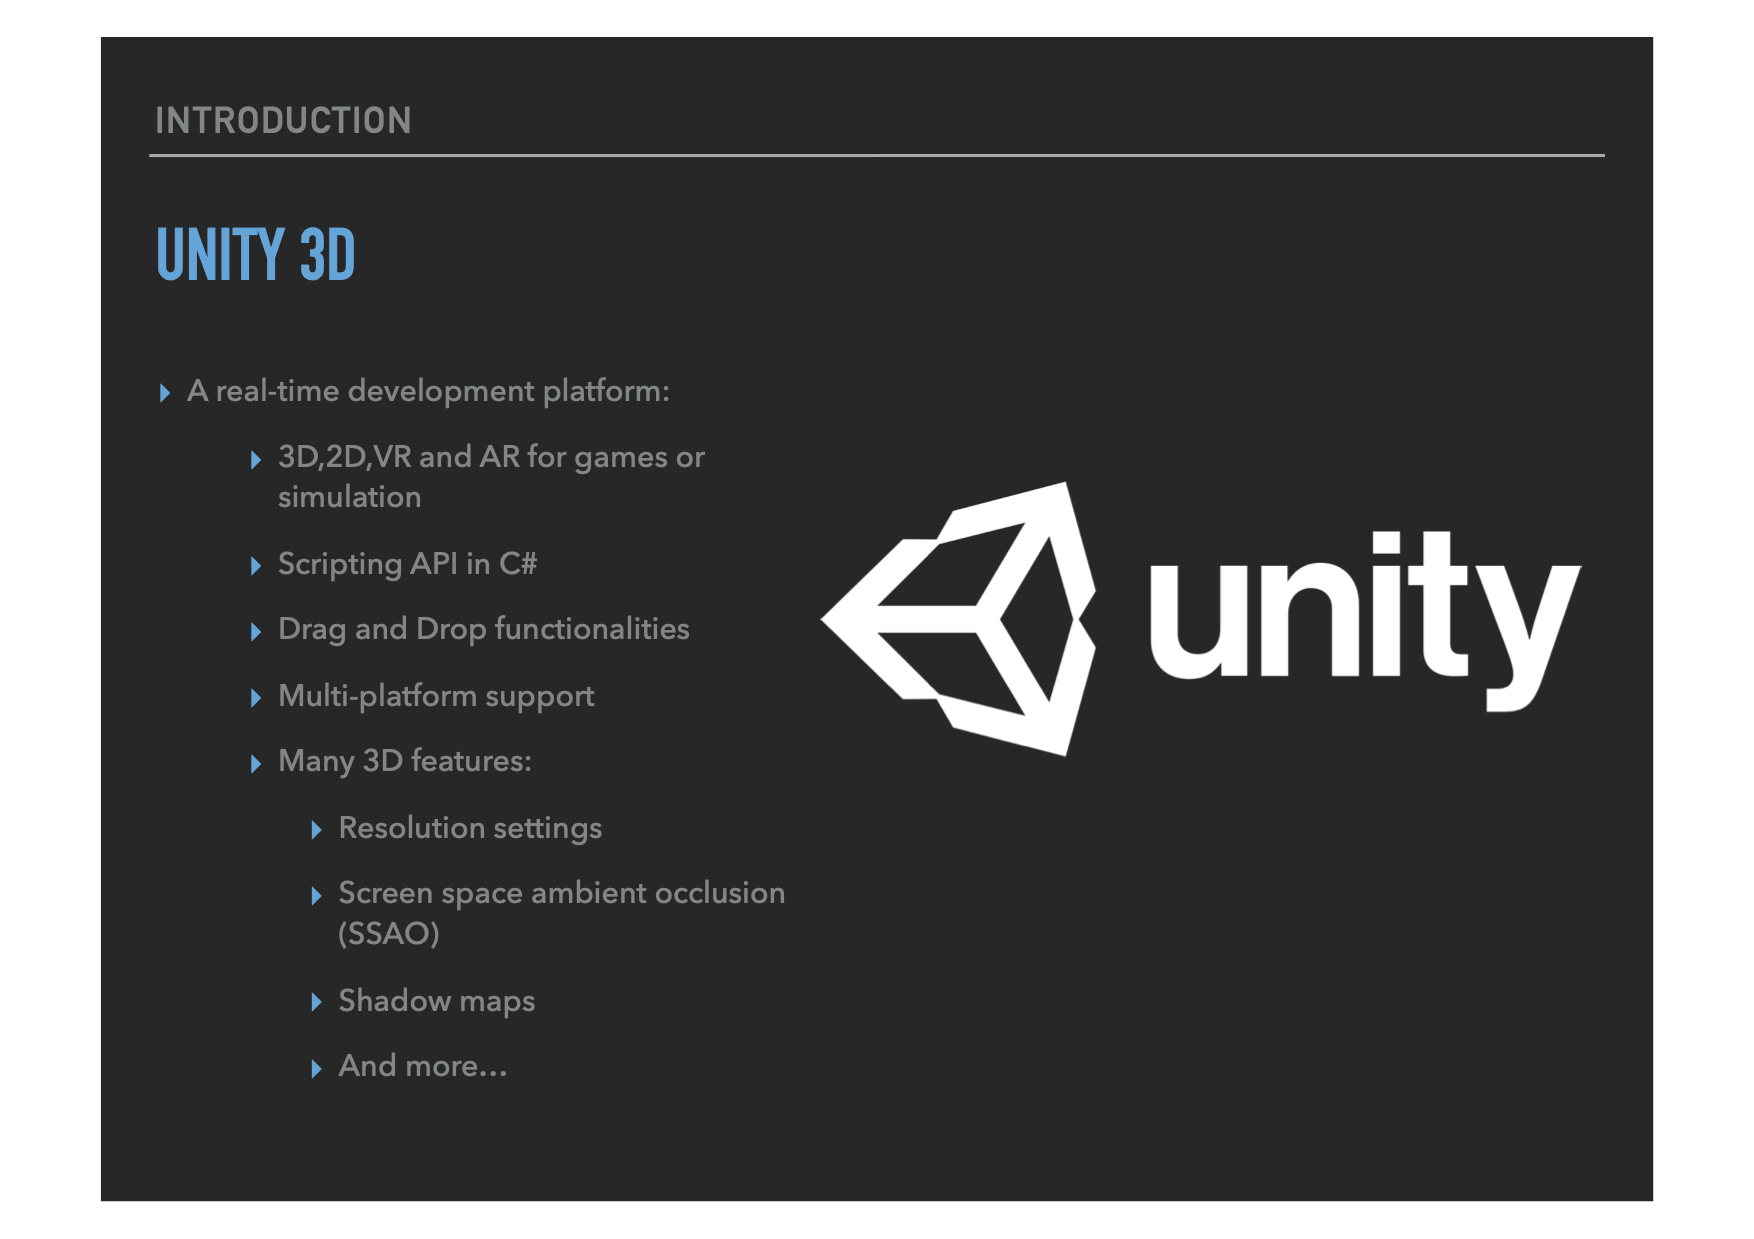 INTRODUCTION
UNITY 3D
A real-time development platform:
3D,2D,VR and AR for games or
simulation
Scripting API in C#
Drag and Drop functionalities
Multi-platform support
Many 3D features:
Resolution settings
Screen space ambient occlusion
(SSAO)
Shadow maps
And more…
unity